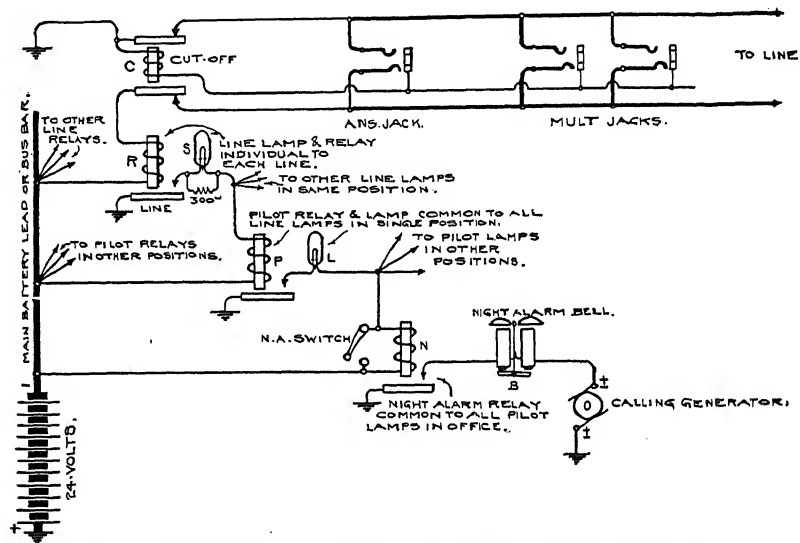 CUT-OFF
C
TO LINE
ANS. JACK.
MULT JACKS.
MAIN BATTERY LEAD OR BUS BAR.
TO OTHER
LINE
RELAYS.
R
S
LINE LAMP & RELAY
INDIVIDUAL TO
EACH LINE.
300ω
TO OTHER LINE LAMPS
IN SAME POSITION.
LINE
PILOT RELAY & LAMP COMMON TO ALL
LINE LAMPS IN SINGLE POSITION.
TO PILOT RELAYS
IN OTHER POSITIONS.
P
L
TO PILOT LAMPS
IN OTHER
POSITIONS.
N.A. SWITCH
N
NIGHT ALARM BELL.
B
±
CALLING GENERATOR.
±
NIGHT ALARM RELAY
COMMON TO ALL PILOT
LAMPS IN OFFICE.
-
24-VOLTS.
+